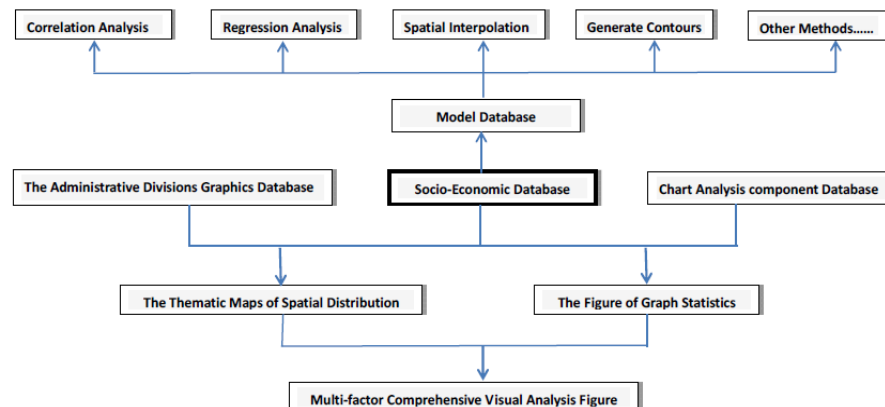 Correlation Analysis
Regression Analysis
Spatial Interpolation
Generate Contours
Other Methods......
Model Database
The Administrative Divisions Graphics Database
Socio-Economic Database
Chart Analysis component Database
The Thematic Maps of Spatial Distribution
The Figure of Graph Statistics
Multi-factor Comprehensive Visual Analysis Figure